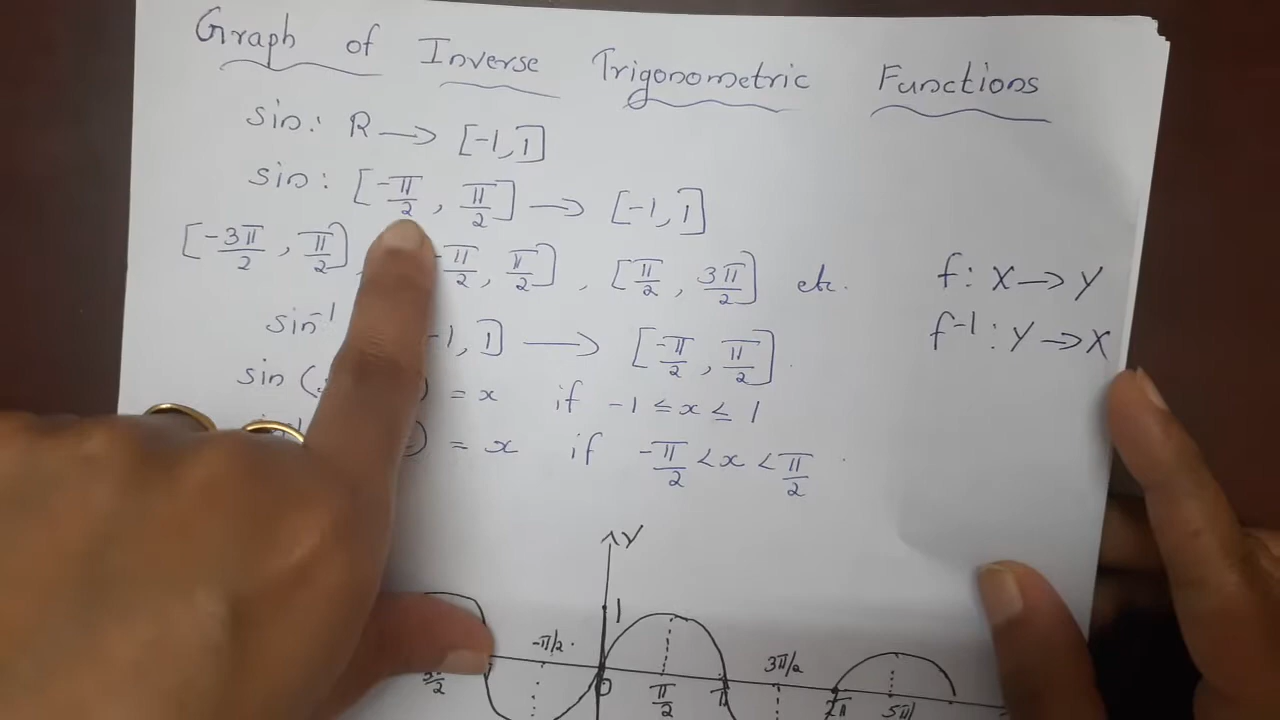 Graph of Inverse Trigonometric Functions
sin: R → [-1, 1]
sin: [-π/2, π/2] → [-1, 1]
[-3π/2, π/2], -π/2, π/2], [π/2, 3π/2] etc.
f: X → Y
sin-1 -1, 1] → [-π/2, π/2].
f-1: Y → X
sin ( = x if -1 ≤ x ≤ 1
) = x if -π/2 < x < π/2
Y
1
-π/2
3π/2
0 π/2 π 2π